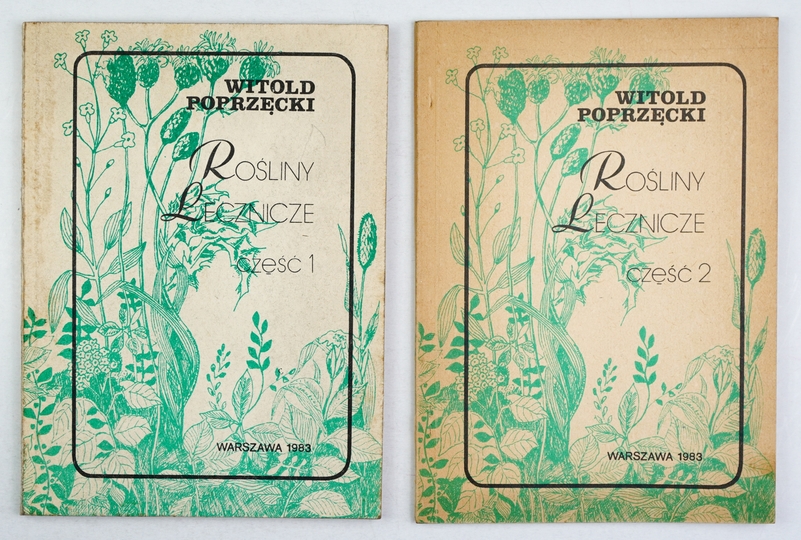 WITOLD
POPRZĘCKI
ROŚLINY
LECZNICZE
część 1
WARSZAWA 1983
WITOLD
POPRZĘCKI
ROŚLINY
LECZNICZE
część 2
WARSZAWA 1983